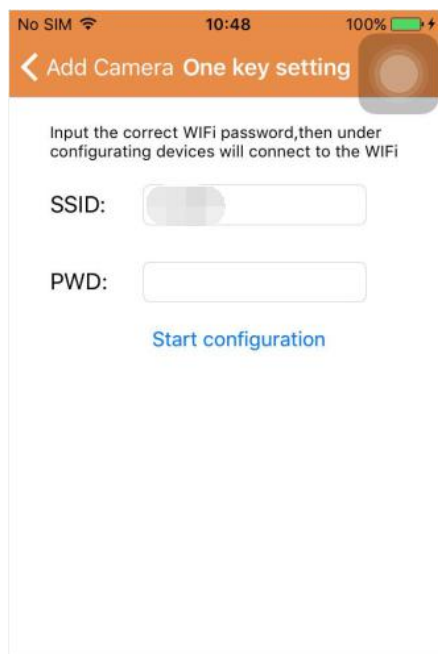 No SIM 10:48 100%
Add Camera One key setting
Input the correct WIFi password,then under
configurating devices will connect to the WIFi
SSID:
PWD:
Start configuration